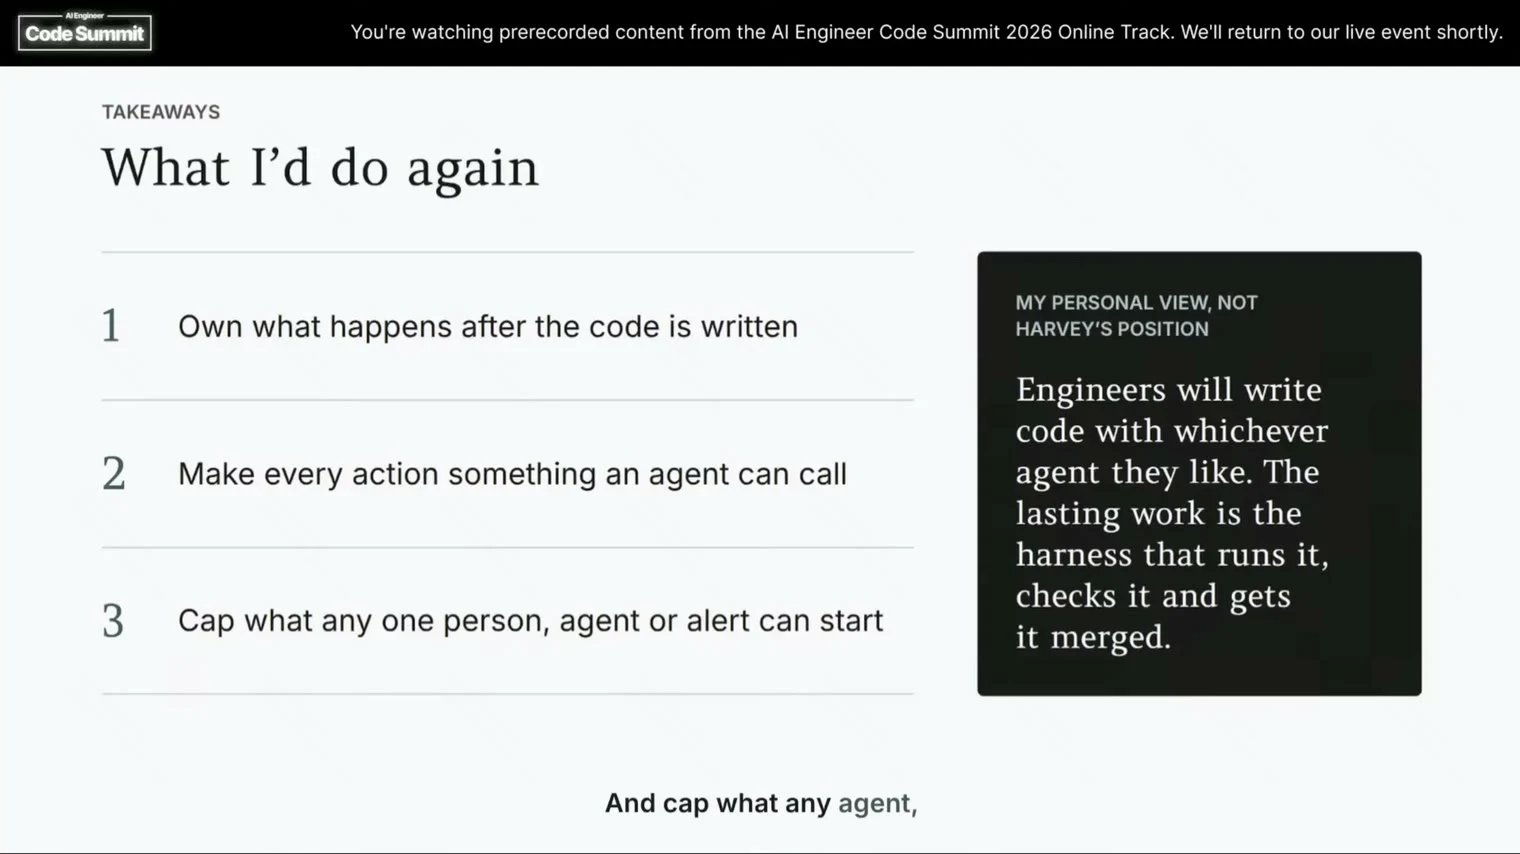 AI Engineer
Code Summit
You're watching prerecorded content from the AI Engineer Code Summit 2026 Online Track. We'll return to our live event shortly.
TAKEAWAYS
What I’d do again
1 Own what happens after the code is written
2 Make every action something an agent can call
3 Cap what any one person, agent or alert can start
MY PERSONAL VIEW, NOT
HARVEY’S POSITION
Engineers will write
code with whichever
agent they like. The
lasting work is the
harness that runs it,
checks it and gets
it merged.
And cap what any agent,